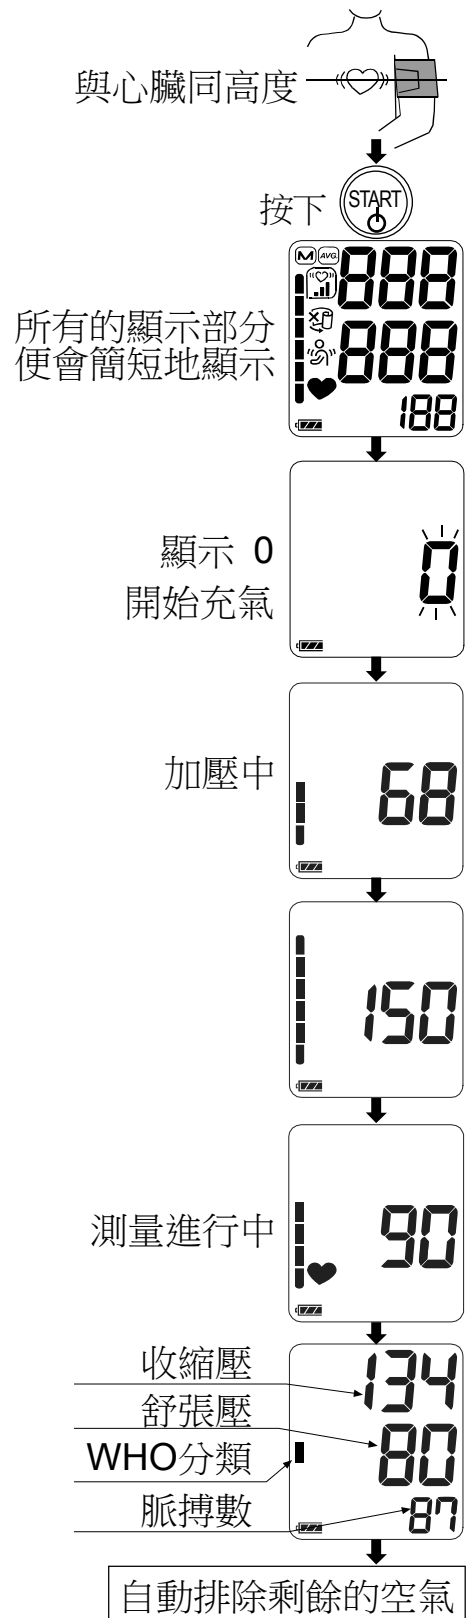 與心臟同高度
按下 START
M AVG. 888
所有的顯示部分
便會簡短地顯示
888
188
顯示 0
開始充氣
0
加壓中
68
150
測量進行中
90
收縮壓
134
舒張壓
80
WHO分類
脈搏數
87
自動排除剩餘的空氣